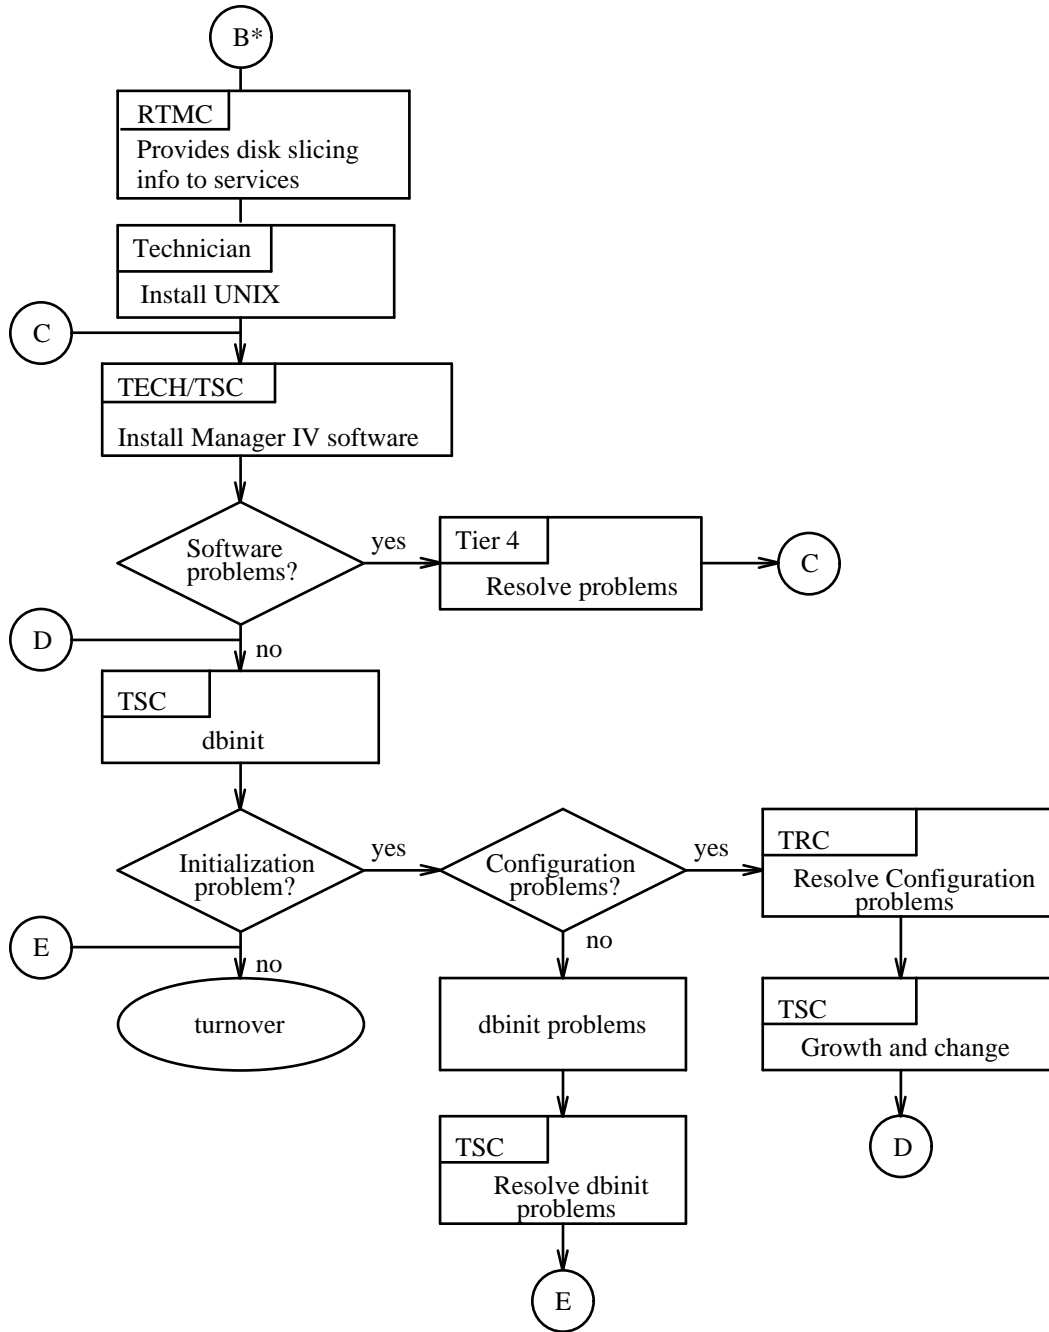 B*
RTMC
Provides disk slicing
info to services
Technician
Install UNIX
C
TECH/TSC
Install Manager IV software
Software
problems?
yes
Tier 4
Resolve problems
C
D
no
TSC
dbinit
Initialization
problem?
yes
Configuration
problems?
yes
TRC
Resolve Configuration
problems
E
no
turnover
no
dbinit problems
TSC
Growth and change
TSC
Resolve dbinit
problems
D
E